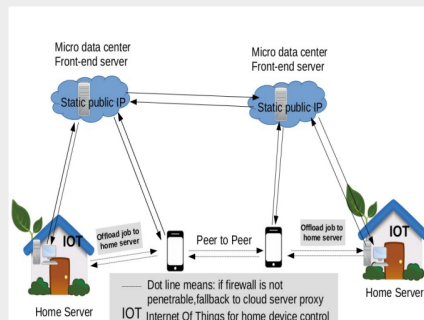 Micro data center
Front-end server
Micro data center
Front-end server
Static public IP
Static public IP
IOT
Offload job to
home server
Peer to Peer
Offload job to
home server
IOT
Home Server
Home Server
Dot line means: if firewall is not
penetrable,fallback to cloud server proxy
IOT Internet Of Things for home device control